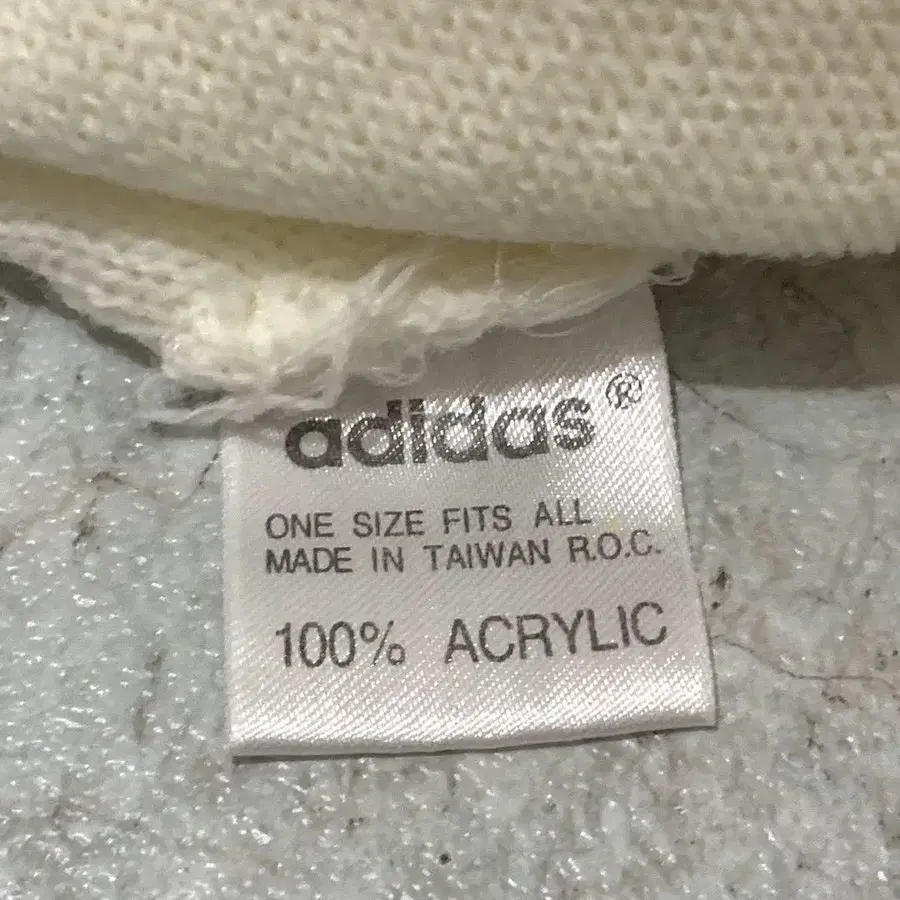 adidas®
ONE SIZE FITS ALL
MADE IN TAIWAN R.O.C.
100% ACRYLIC